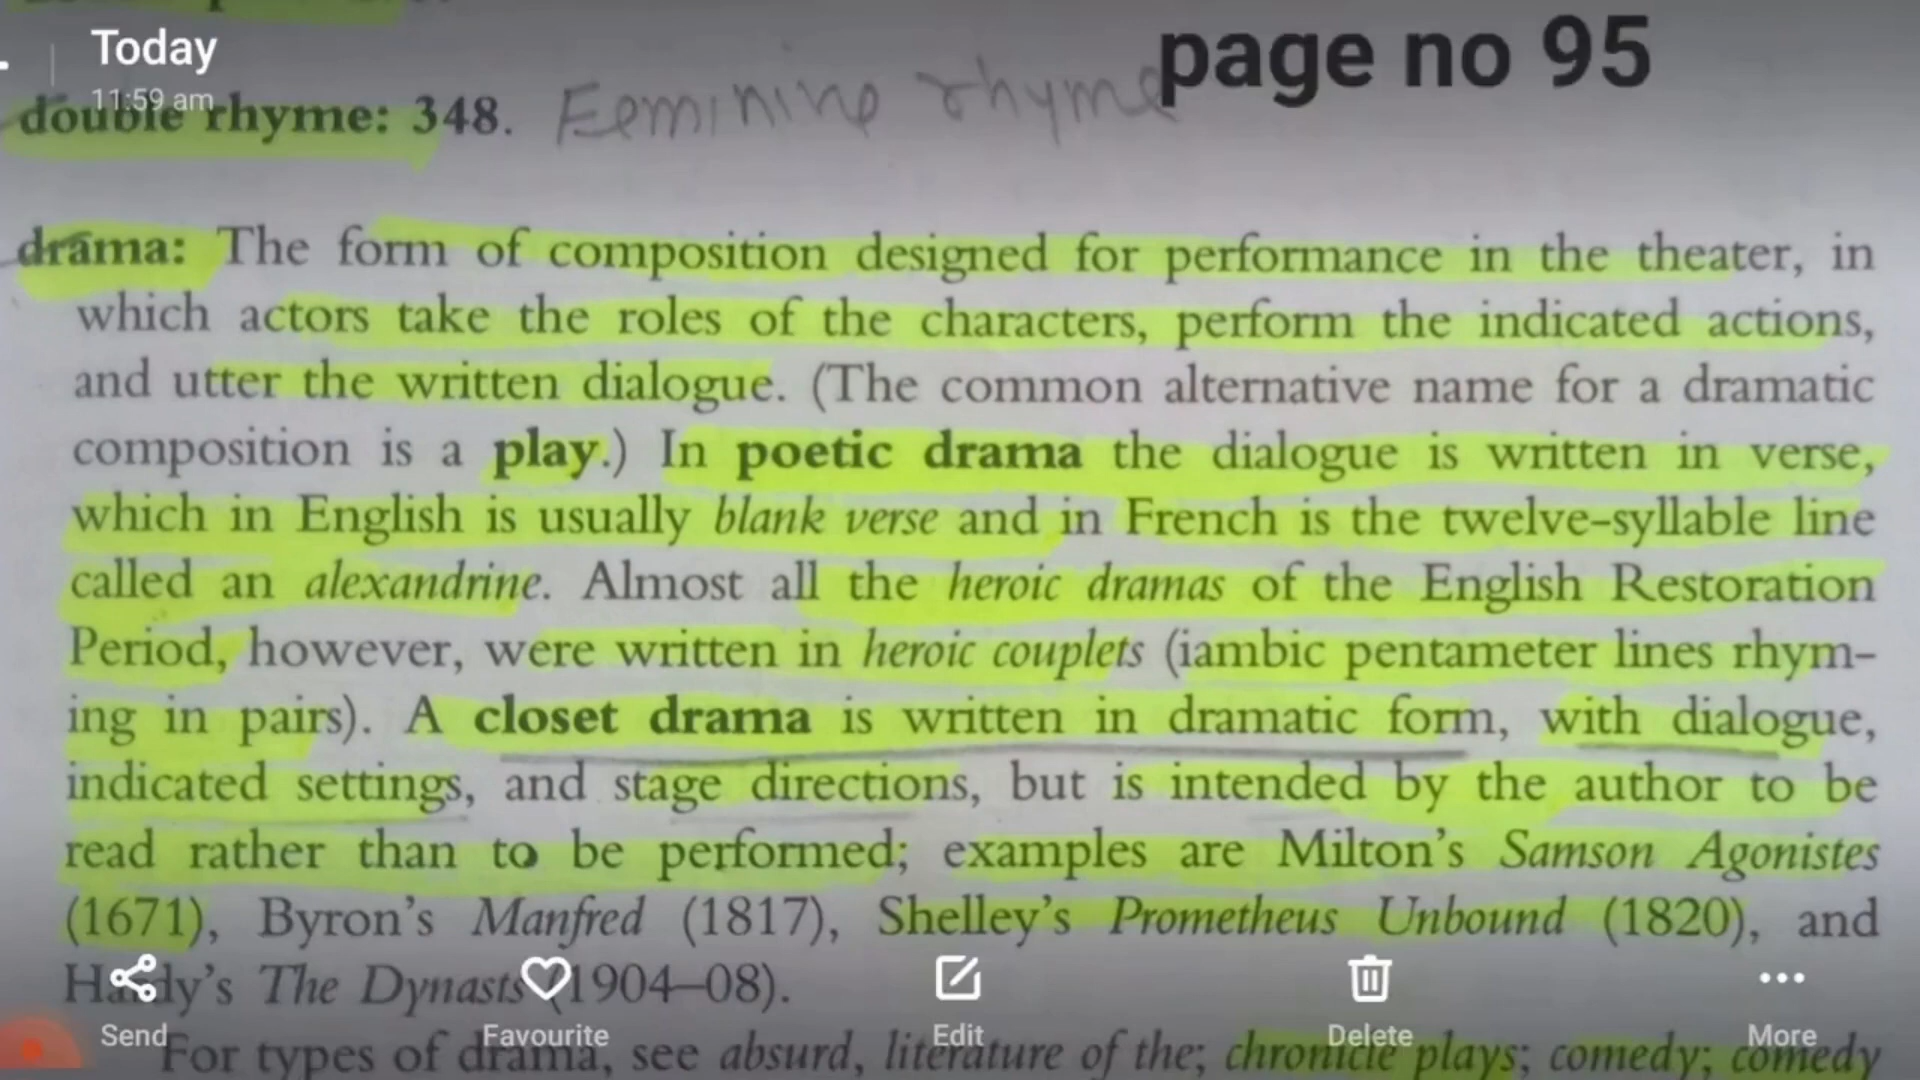 Today
page no 95
11:59 am
double rhyme: 348. Feminine rhyme
drama: The form of composition designed for performance in the theater, in
which actors take the roles of the characters, perform the indicated actions,
and utter the written dialogue. (The common alternative name for a dramatic
composition is a play.) In poetic drama the dialogue is written in verse,
which in English is usually blank verse and in French is the twelve-syllable line
called an alexandrine. Almost all the heroic dramas of the English Restoration
Period, however, were written in heroic couplets (iambic pentameter lines rhym-
ing in pairs). A closet drama is written in dramatic form, with dialogue,
indicated settings, and stage directions, but is intended by the author to be
read rather than to be performed; examples are Milton's Samson Agonistes
(1671), Byron's Manfred (1817), Shelley's Prometheus Unbound (1820), and
Hardy's The Dynasts (1904–08).
Send Favourite Edit Delete More
For types of drama, see absurd, literature of the; chronicle plays; comedy; comedy